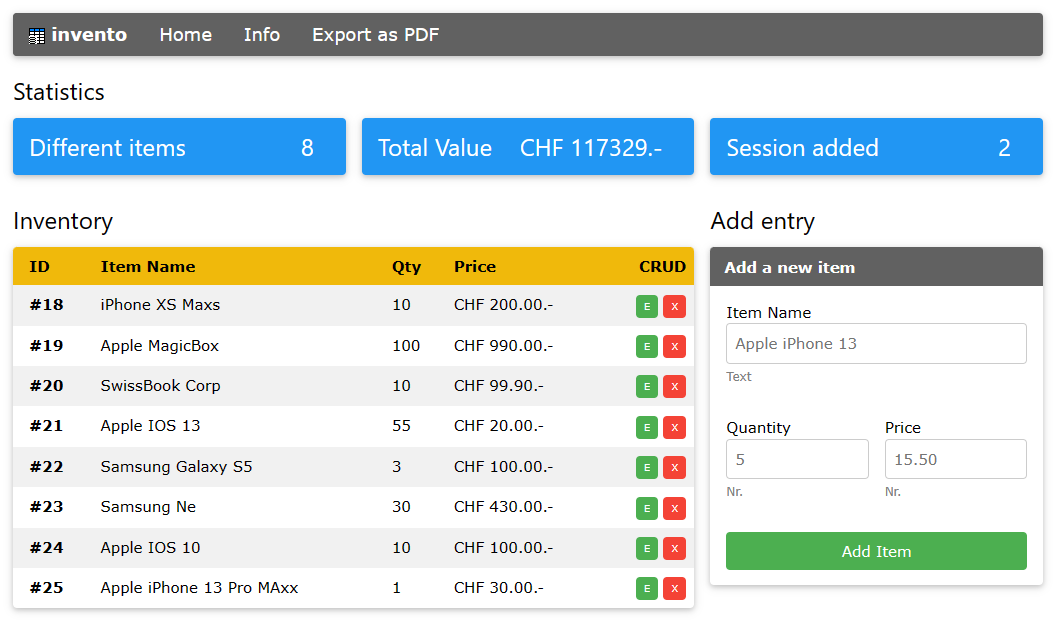 invento Home Info Export as PDF
Statistics
Different items 8 Total Value CHF 117329.- Session added 2
Inventory
ID Item Name Qty Price CRUD
#18 iPhone XS Maxs 10 CHF 200.00.- E X
#19 Apple MagicBox 100 CHF 990.00.- E X
#20 SwissBook Corp 10 CHF 99.90.- E X
#21 Apple IOS 13 55 CHF 20.00.- E X
#22 Samsung Galaxy S5 3 CHF 100.00.- E X
#23 Samsung Ne 30 CHF 430.00.- E X
#24 Apple IOS 10 10 CHF 100.00.- E X
#25 Apple iPhone 13 Pro MAxx 1 CHF 30.00.- E X
Add entry
Add a new item
Item Name
Apple iPhone 13
Text
Quantity Price
5 15.50
Nr. Nr.
Add Item